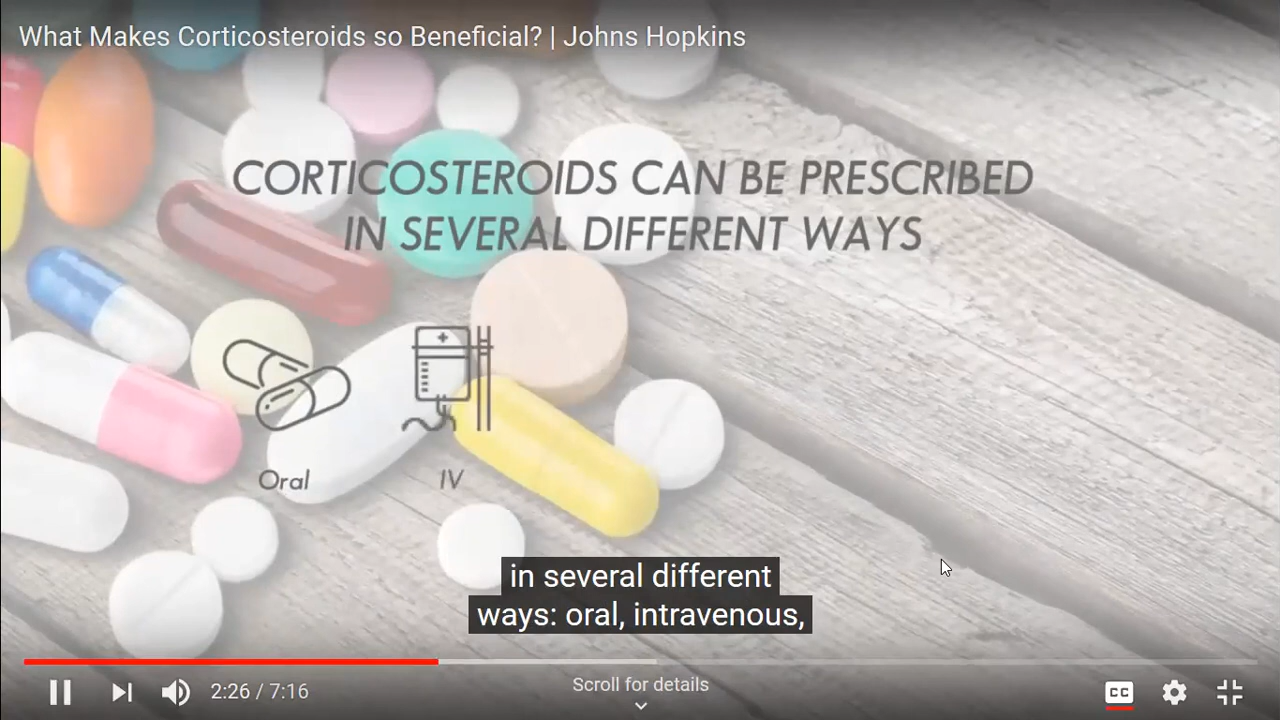 What Makes Corticosteroids so Beneficial? | Johns Hopkins
CORTICOSTEROIDS CAN BE PRESCRIBED
IN SEVERAL DIFFERENT WAYS
Oral
IV
in several different
ways: oral, intravenous,
2:26 / 7:16
Scroll for details
CC